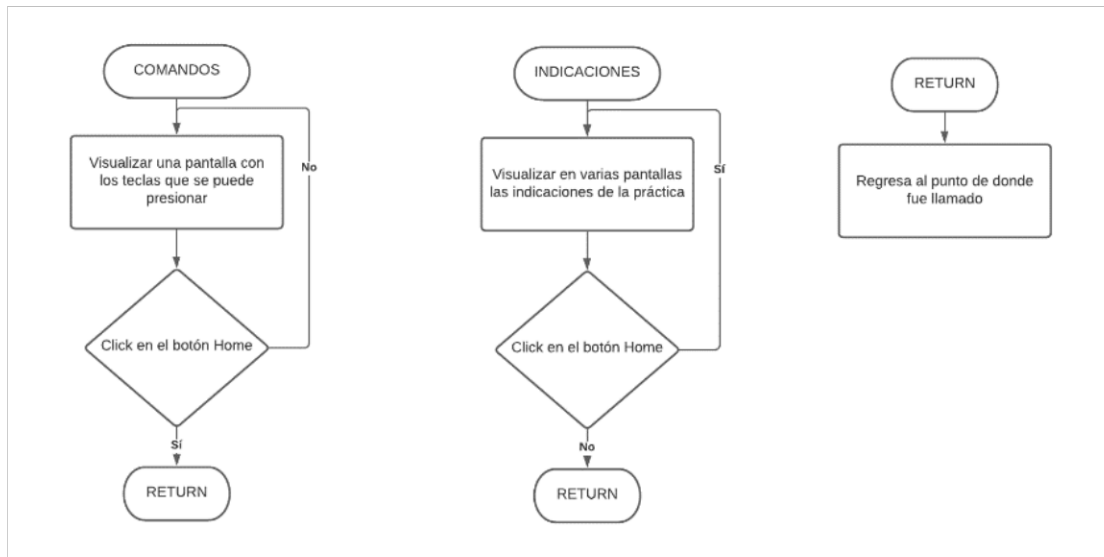 COMANDOS
Visualizar una pantalla con
los teclas que se puede
presionar
No
Click en el botón Home
Sí
RETURN
INDICACIONES
Visualizar en varias pantallas
las indicaciones de la práctica
Sí
Click en el botón Home
No
RETURN
RETURN
Regresa al punto de donde
fue llamado